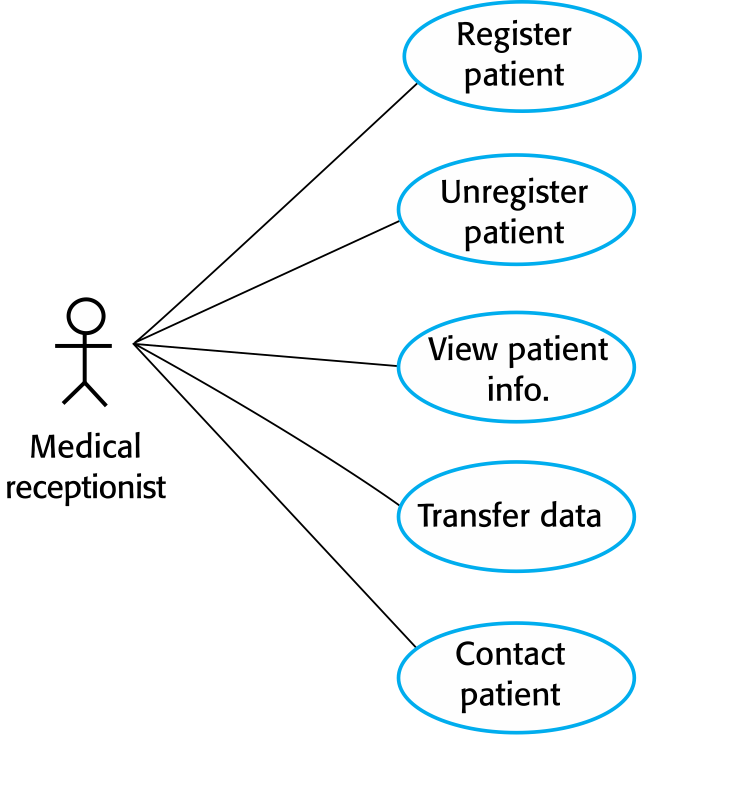 Register
patient
Unregister
patient
View patient
info.
Medical
receptionist
Transfer data
Contact
patient